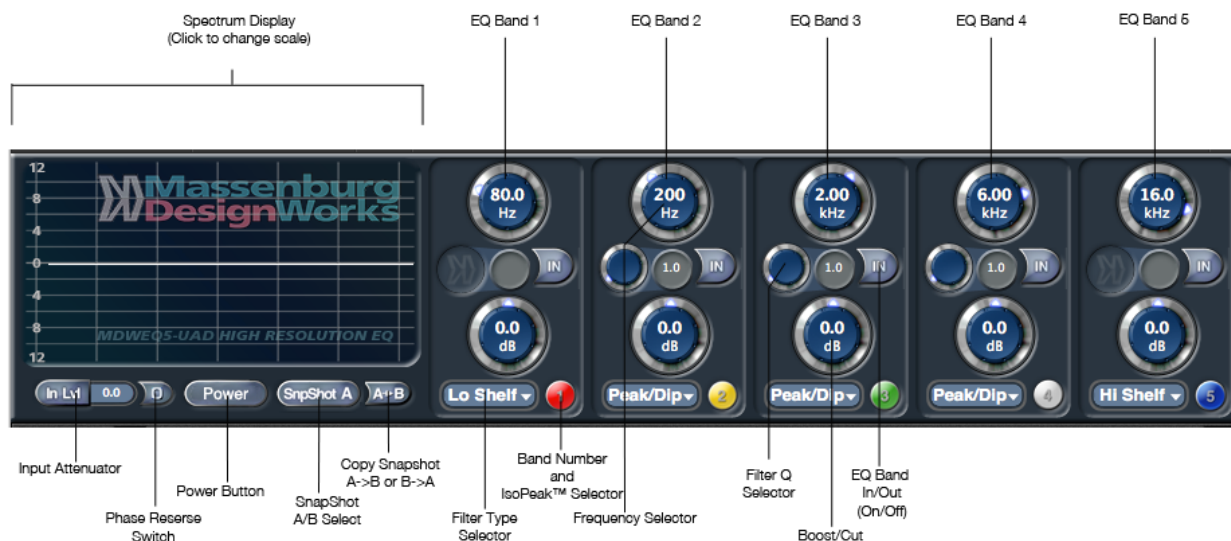 Spectrum Display
(Click to change scale)
EQ Band 1
EQ Band 2
EQ Band 3
EQ Band 4
EQ Band 5
12
8
4
0
4
8
12
Massenburg
DesignWorks
MDWEQ5-UAD HIGH RESOLUTION EQ
80.0
Hz
200
Hz
2.00
kHz
6.00
kHz
16.0
kHz
IN
1.0
IN
1.0
IN
1.0
IN
IN
0.0
dB
0.0
dB
0.0
dB
0.0
dB
0.0
dB
In Lvl
0.0
Ø
Power
SnpShot A
A→B
Lo Shelf
1
Peak/Dip
2
Peak/Dip
3
Peak/Dip
4
Hi Shelf
5
Input Attenuator
Phase Reserse
Switch
Power Button
SnapShot
A/B Select
Copy Snapshot
A->B or B->A
Filter Type
Selector
Band Number
and
IsoPeak™ Selector
Frequency Selector
Filter Q
Selector
Boost/Cut
EQ Band
In/Out
(On/Off)